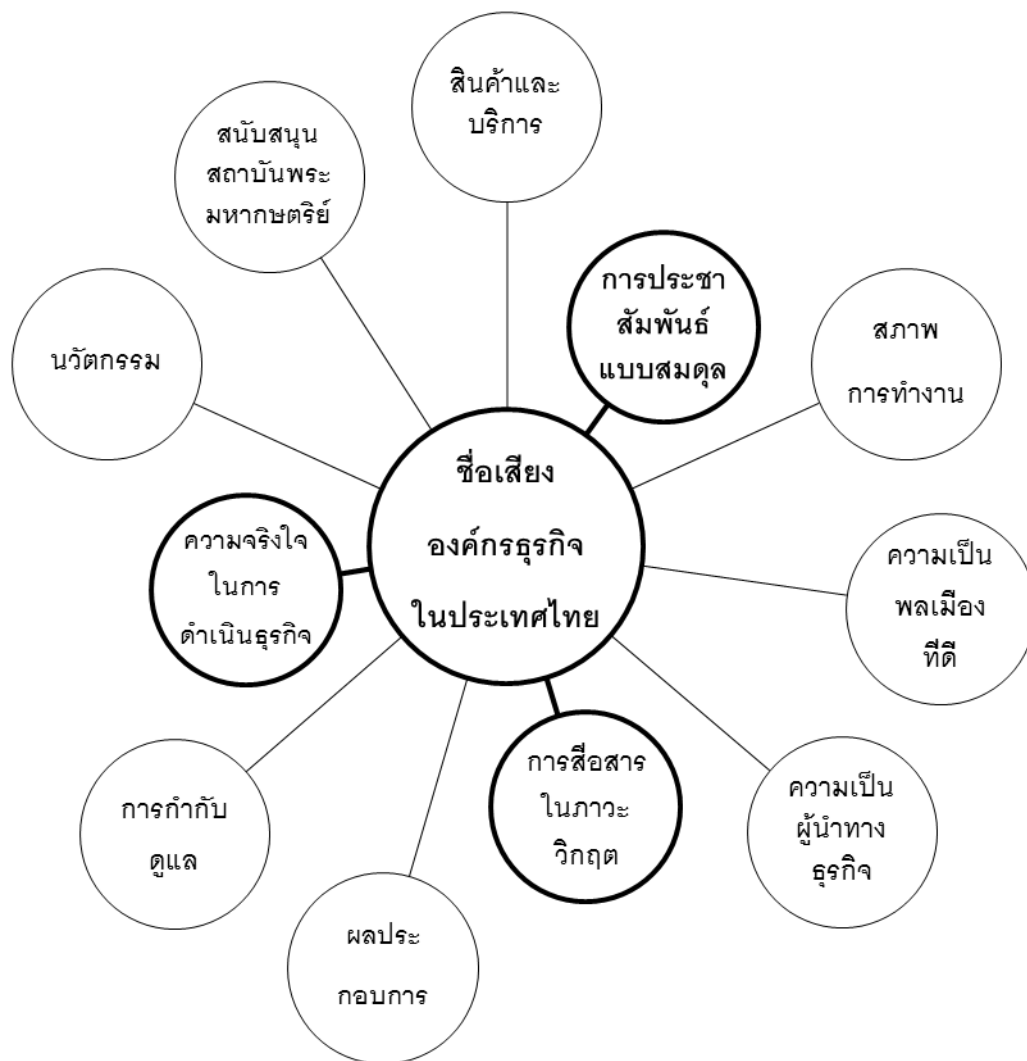 สินค้าและ
บริการ
สนับสนุน
สถาบันพระ
มหากษตริย์
การประชา
สัมพันธ์
แบบสมดุล
สภาพ
การทำงาน
นวัตกรรม
ชื่อเสียง
องค์กรธุรกิจ
ในประเทศไทย
ความจริงใจ
ในการ
ดำเนินธุรกิจ
ความเป็น
พลเมือง
ทีดี
การสีอสาร
ในภาวะ
วิกฤต
ความเป็น
ผู้นำทาง
ธุรกิจ
การกำกับ
ดูแล
ผลประ
กอบการ